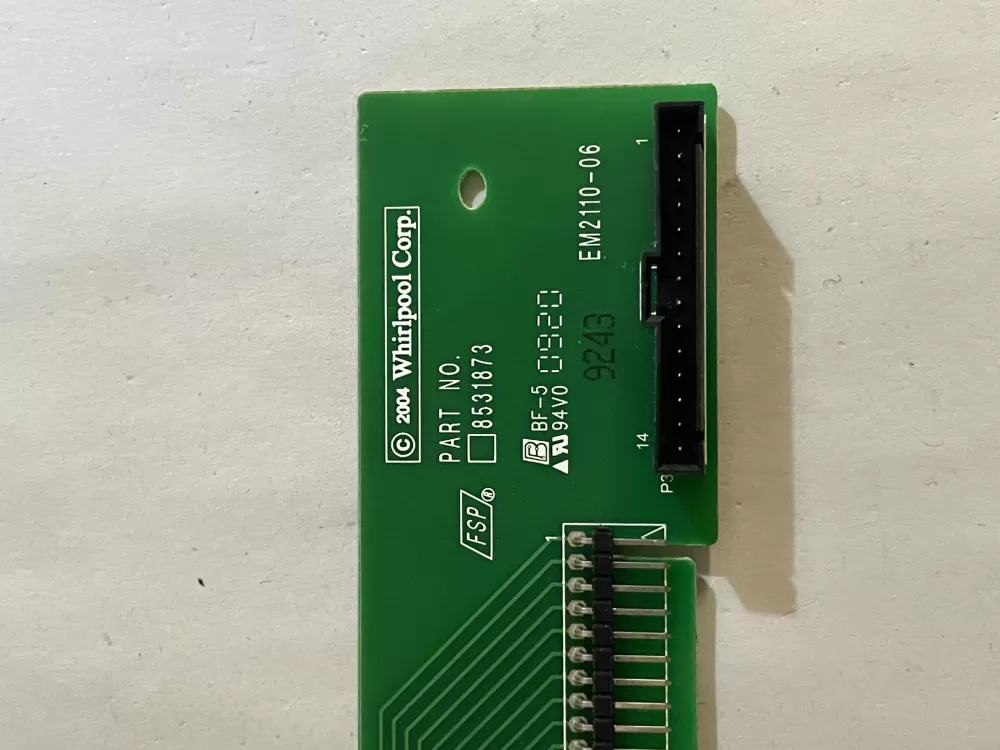 © 2004 Whirlpool Corp.
PART NO.
8531873
FSP®
BF-5
94V0 0920
9243
EM2110-06
1
14
P3
1